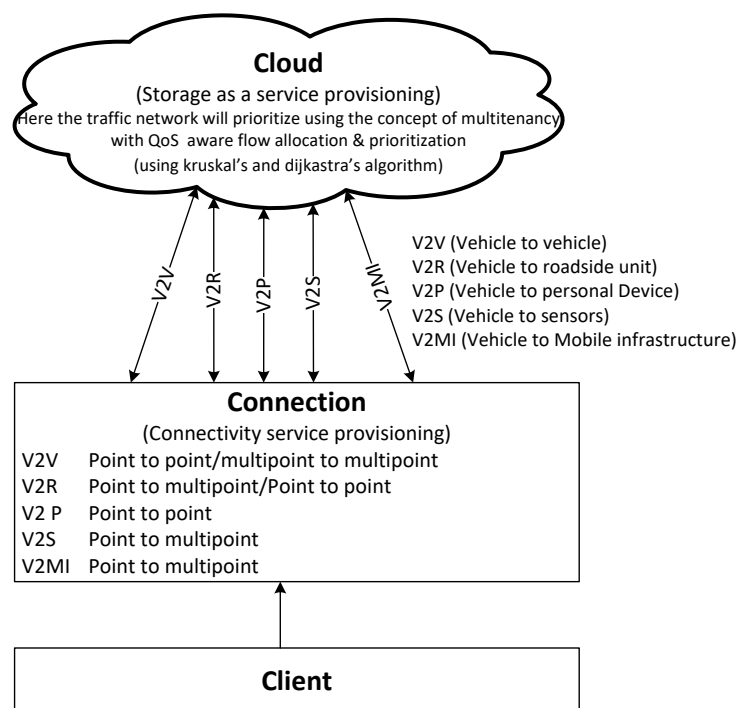 Cloud
(Storage as a service provisioning)
Here the traffic network will prioritize using the concept of multitenancy
with QoS aware flow allocation & prioritization
(using kruskal's and dijkastra's algorithm)
V2V
V2R
V2P
V2S
V2MI
V2V (Vehicle to vehicle)
V2R (Vehicle to roadside unit)
V2P (Vehicle to personal Device)
V2S (Vehicle to sensors)
V2MI (Vehicle to Mobile infrastructure)
Connection
(Connectivity service provisioning)
V2V Point to point/multipoint to multipoint
V2R Point to multipoint/Point to point
V2 P Point to point
V2S Point to multipoint
V2MI Point to multipoint
Client